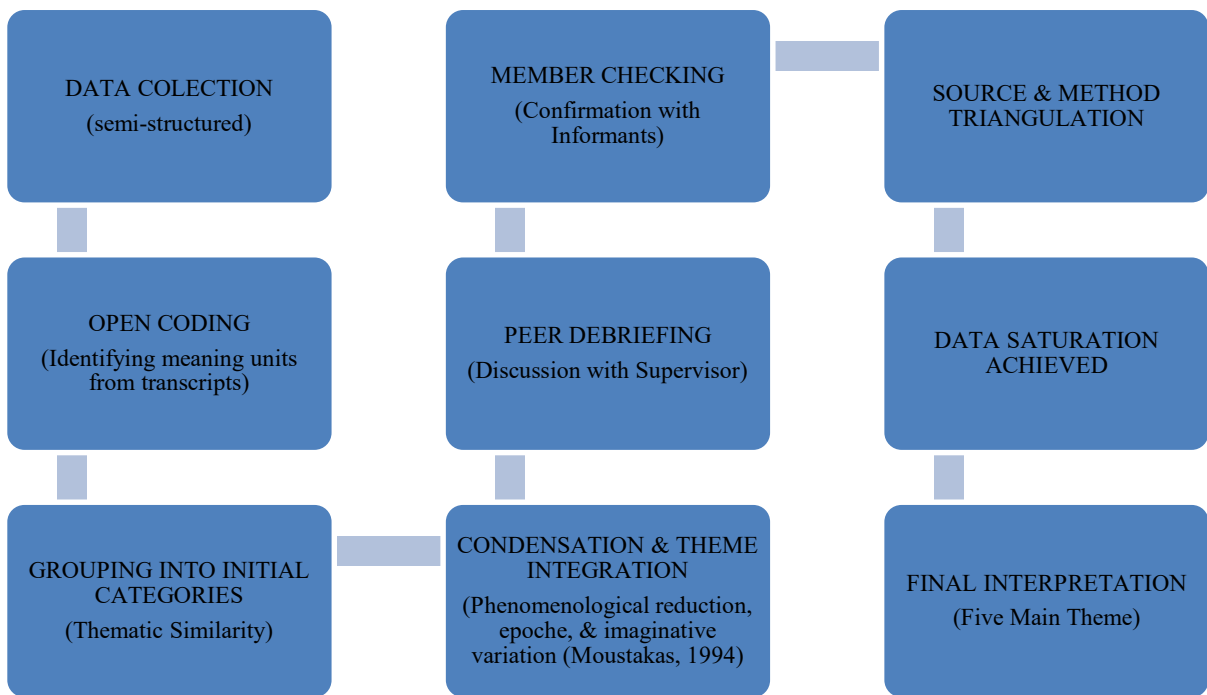 DATA COLECTION
(semi-structured)
OPEN CODING
(Identifying meaning units
from transcripts)
GROUPING INTO INITIAL
CATEGORIES
(Thematic Similarity)
CONDENSATION & THEME
INTEGRATION
(Phenomenological reduction,
epoche, & imaginative
variation (Moustakas, 1994)
PEER DEBRIEFING
(Discussion with Supervisor)
MEMBER CHECKING
(Confirmation with
Informants)
SOURCE & METHOD
TRIANGULATION
DATA SATURATION
ACHIEVED
FINAL INTERPRETATION
(Five Main Theme)